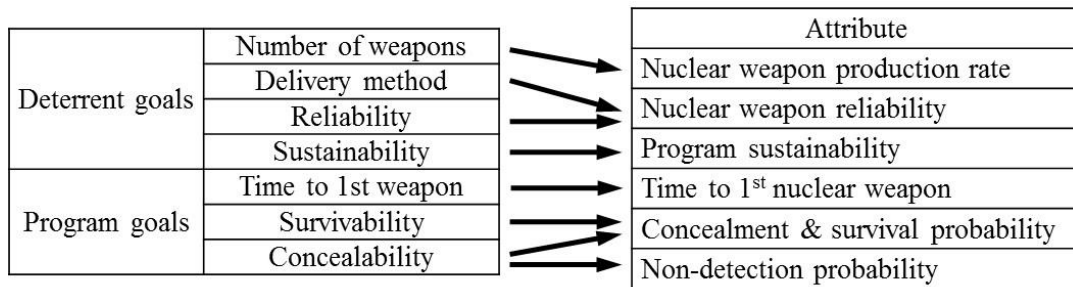 Deterrent goals
Number of weapons
Delivery method
Reliability
Sustainability
Program goals
Time to 1st weapon
Survivability
Concealability
Attribute
Nuclear weapon production rate
Nuclear weapon reliability
Program sustainability
Time to 1st nuclear weapon
Concealment & survival probability
Non-detection probability